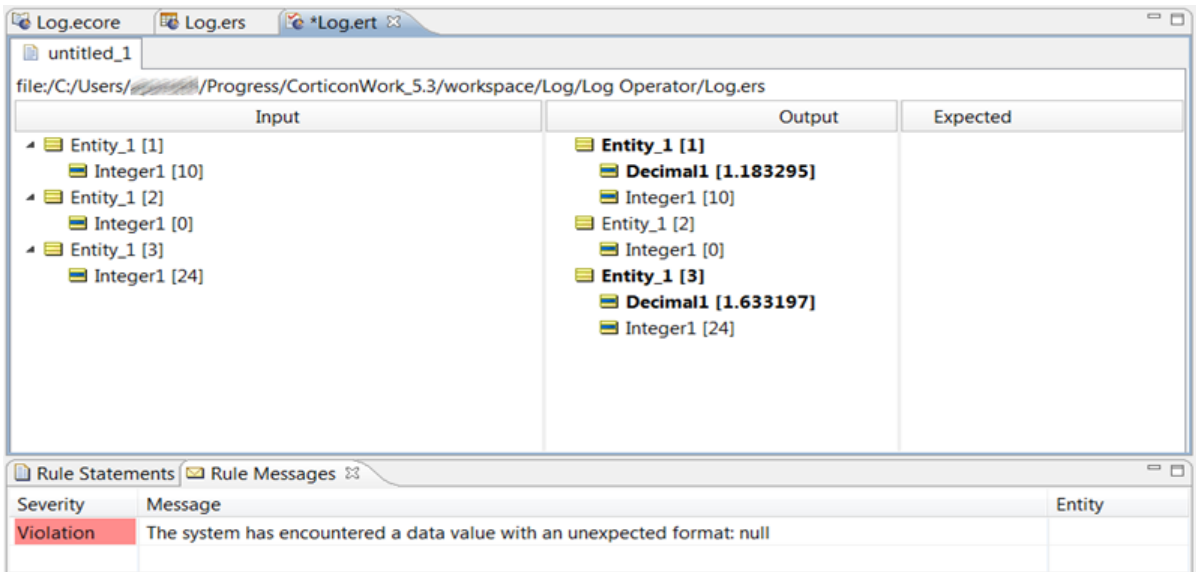 Log.ecore Log.ers *Log.ert
untitled_1
file:/C:/Users/ /Progress/CorticonWork_5.3/workspace/Log/Log Operator/Log.ers
Input Output Expected
Entity_1 [1] Entity_1 [1]
Integer1 [10] Decimal1 [1.183295]
Entity_1 [2] Integer1 [10]
Integer1 [0] Entity_1 [2]
Entity_1 [3] Integer1 [0]
Integer1 [24] Entity_1 [3]
Decimal1 [1.633197]
Integer1 [24]
Rule Statements Rule Messages
Severity Message Entity
Violation The system has encountered a data value with an unexpected format: null